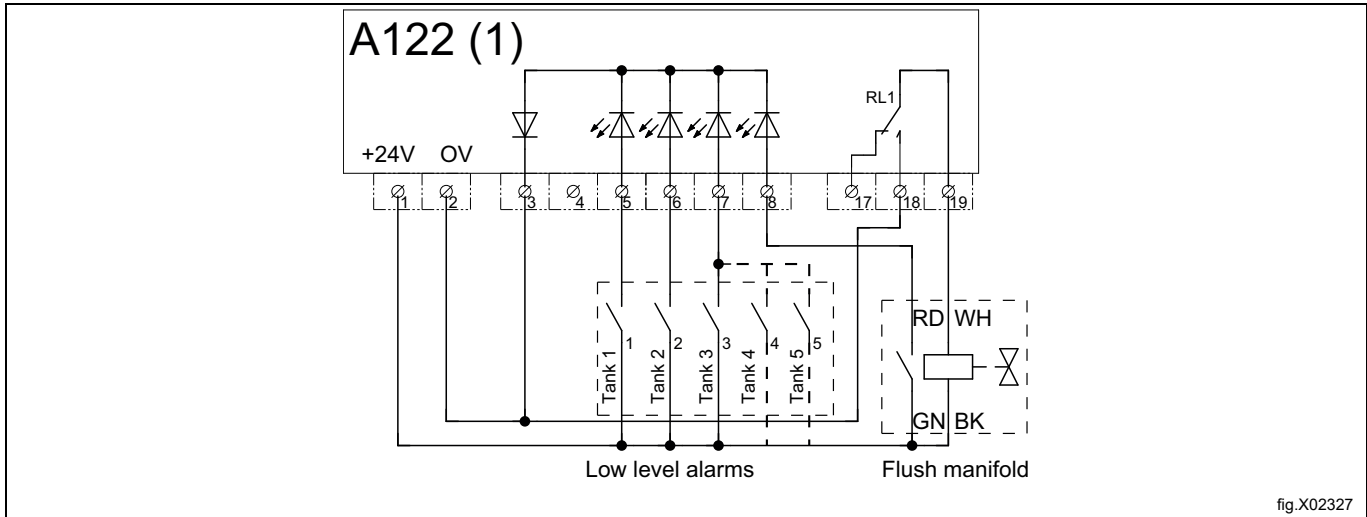 A122 (1)
RL1
+24V OV
1 2 3 4 5 6 7 8 17 18 19
RD WH
Tank 1 1 Tank 2 2 Tank 3 3 Tank 4 4 Tank 5 5
GN BK
Low level alarms Flush manifold
fig.X02327